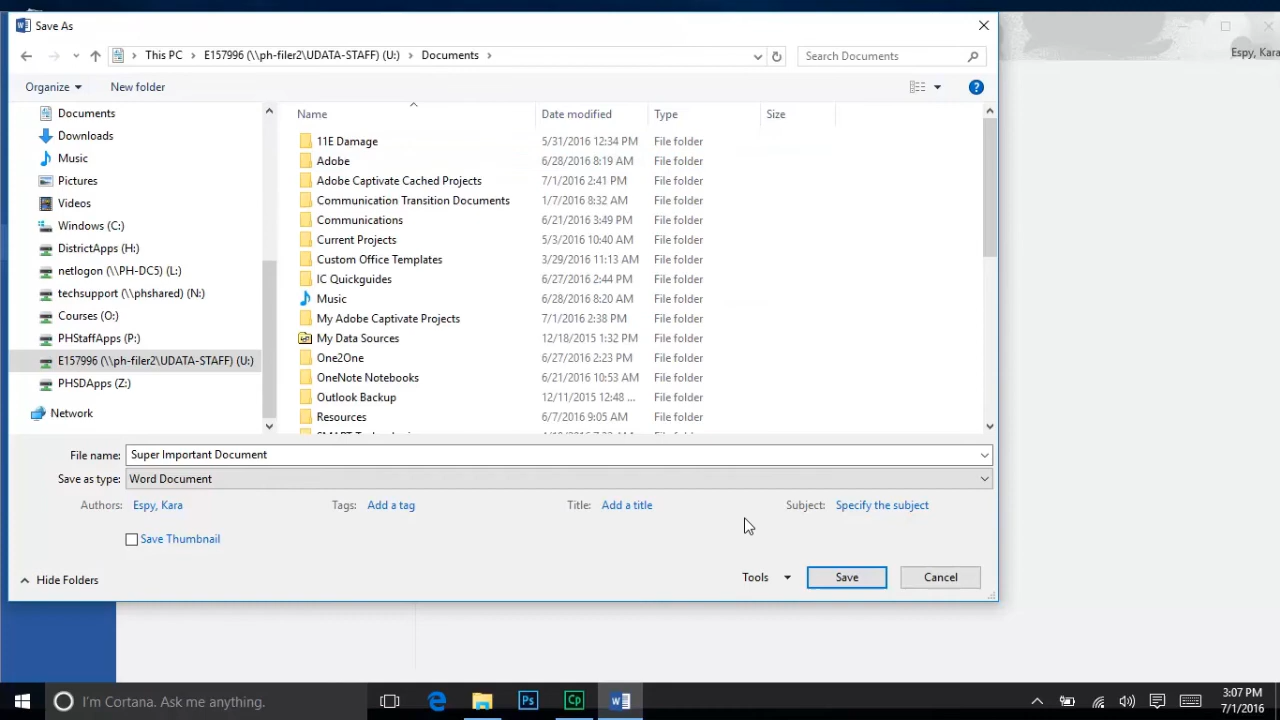 Save As
Espy, Kara
This PC E157996 (\\ph-filer2\UDATA-STAFF) (U:) Documents
Search Documents
Organize New folder
Name Date modified Type Size
Documents
Downloads
Music
Pictures
Videos
Windows (C:)
DistrictApps (H:)
netlogon (\\PH-DC5) (L:)
techsupport (\\phshared) (N:)
Courses (O:)
PHStaffApps (P:)
E157996 (\\ph-filer2\UDATA-STAFF) (U:)
PHSDApps (Z:)
Network
11E Damage 5/31/2016 12:34 PM File folder
Adobe 6/28/2016 8:19 AM File folder
Adobe Captivate Cached Projects 7/1/2016 2:41 PM File folder
Communication Transition Documents 1/7/2016 8:32 AM File folder
Communications 6/21/2016 3:49 PM File folder
Current Projects 5/3/2016 10:40 AM File folder
Custom Office Templates 3/29/2016 11:13 AM File folder
IC Quickguides 6/27/2016 2:44 PM File folder
Music 6/28/2016 8:20 AM File folder
My Adobe Captivate Projects 7/1/2016 2:38 PM File folder
My Data Sources 12/18/2015 1:32 PM File folder
One2One 6/27/2016 2:23 PM File folder
OneNote Notebooks 6/21/2016 10:53 AM File folder
Outlook Backup 12/11/2015 12:48 ... File folder
Resources 6/7/2016 9:05 AM File folder
File name: Super Important Document
Save as type: Word Document
Authors: Espy, Kara Tags: Add a tag Title: Add a title Subject: Specify the subject
Save Thumbnail
Hide Folders Tools Save Cancel
I'm Cortana. Ask me anything.
Ps
Cp
3:07 PM
7/1/2016